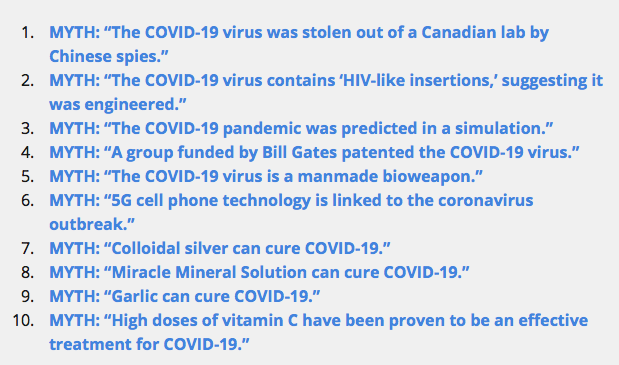 1. MYTH: “The COVID-19 virus was stolen out of a Canadian lab by
Chinese spies.”
2. MYTH: “The COVID-19 virus contains ‘HIV-like insertions,’ suggesting it
was engineered.”
3. MYTH: “The COVID-19 pandemic was predicted in a simulation.”
4. MYTH: “A group funded by Bill Gates patented the COVID-19 virus.”
5. MYTH: “The COVID-19 virus is a manmade bioweapon.”
6. MYTH: “5G cell phone technology is linked to the coronavirus
outbreak.”
7. MYTH: “Colloidal silver can cure COVID-19.”
8. MYTH: “Miracle Mineral Solution can cure COVID-19.”
9. MYTH: “Garlic can cure COVID-19.”
10. MYTH: “High doses of vitamin C have been proven to be an effective
treatment for COVID-19.”